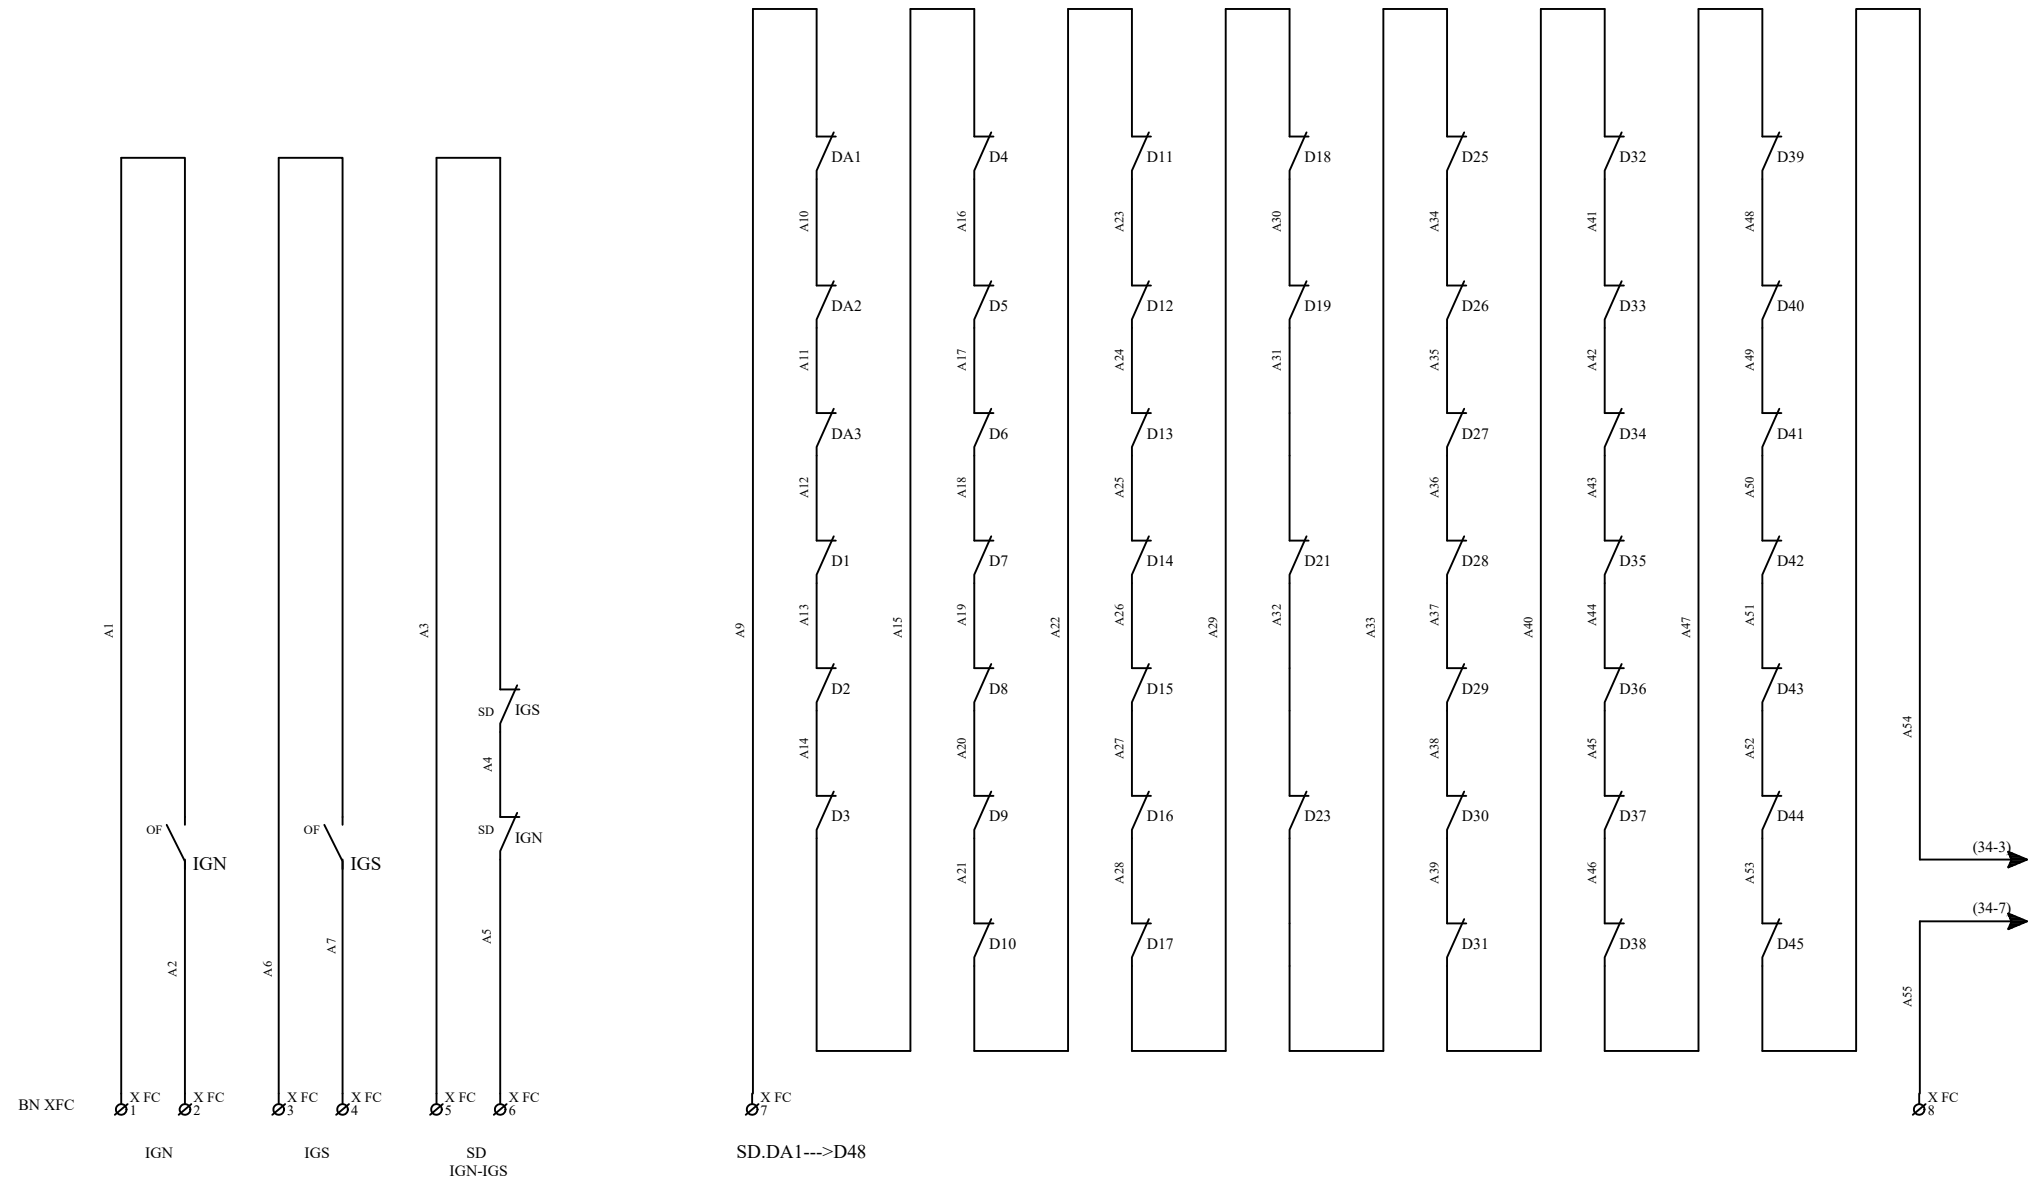 DA1 D4 D11 D18 D25 D32 D39
A10 A16 A23 A30 A34 A41 A48
DA2 D5 D12 D19 D26 D33 D40
A11 A17 A24 A31 A35 A42 A49
DA3 D6 D13 D27 D34 D41
A12 A18 A25 A36 A43 A50
D1 D7 D14 D21 D28 D35 D42
A13 A19 A26 A32 A37 A44 A51
A1 A3 A9 A15 A22 A29 A33 A40 A47
D2 D8 D15 D29 D36 D43
SD IGS
A54
A14 A20 A27 A38 A45 A52
A4
D3 D9 D16 D23 D30 D37 D44
OF OF SD IGN
(34-3)
IGN IGS
A21 A28 A39 A46 A53
(34-7)
A5
A7
D10 D17 D31 D38 D45
A2 A6
A55
X FC X FC X FC X FC X FC X FC X FC X FC
BN XFC 1 2 3 4 5 6 7 8
IGN IGS SD SD.DA1--->D48
IGN-IGS